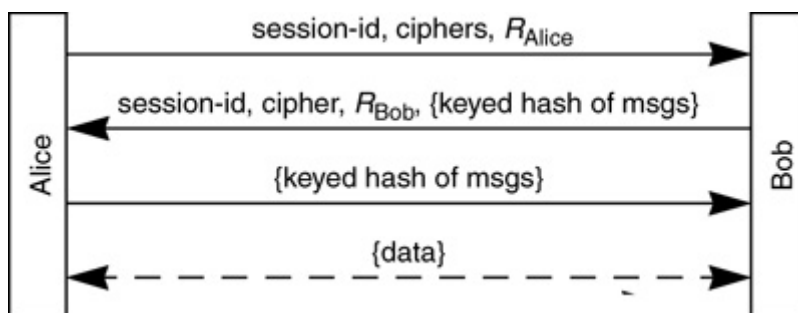 session-id, ciphers, R_Alice
session-id, cipher, R_Bob, {keyed hash of msgs}
{keyed hash of msgs}
{data}
Alice
Bob